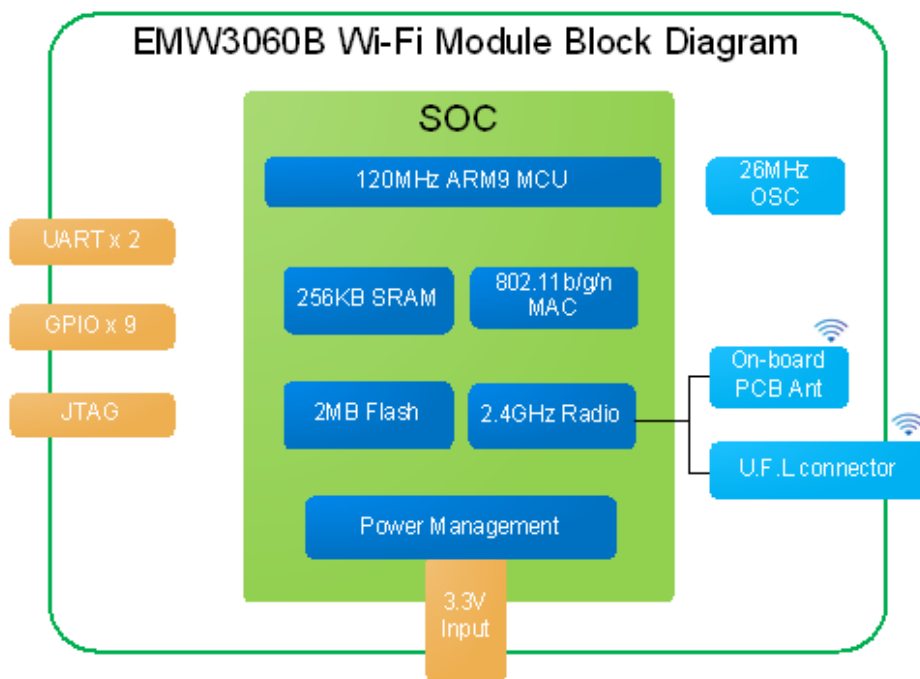 EMW3060B Wi-Fi Module Block Diagram
SOC
120MHz ARM9 MCU
26MHz
OSC
UART x 2
256KB SRAM
802.11b/g/n
MAC
GPIO x 9
On-board
PCB Ant
JTAG
2MB Flash
2.4GHz Radio
U.F.L connector
Power Management
3.3V
Input